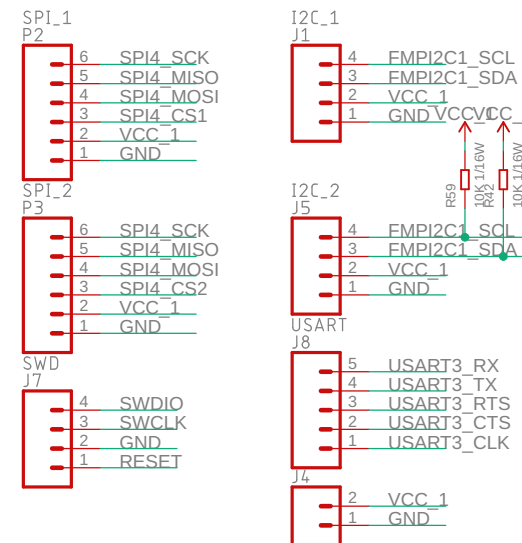 SPI_1
P2
6 SPI4_SCK
5 SPI4_MISO
4 SPI4_MOSI
3 SPI4_CS1
2 VCC_1
1 GND
SPI_2
P3
6 SPI4_SCK
5 SPI4_MISO
4 SPI4_MOSI
3 SPI4_CS2
2 VCC_1
1 GND
SWD
J7
4 SWDIO
3 SWCLK
2 GND
1 RESET
I2C_1
J1
4 FMPI2C1_SCL
3 FMPI2C1_SDA
2 VCC_1
1 GND
VCC_1
VCC_
R59
10K 1/16W
R42
10K 1/16W
I2C_2
J5
4 FMPI2C1_SCL
3 FMPI2C1_SDA
2 VCC_1
1 GND
USART
J8
5 USART3_RX
4 USART3_TX
3 USART3_RTS
2 USART3_CTS
1 USART3_CLK
J4
2 VCC_1
1 GND